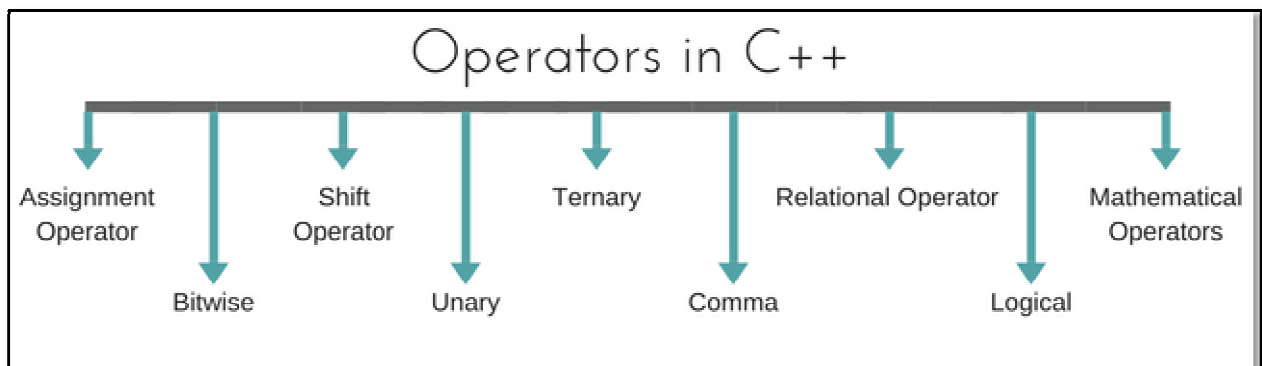 Operators in C++
Assignment
Operator
Bitwise
Shift
Operator
Unary
Ternary
Comma
Relational Operator
Logical
Mathematical
Operators